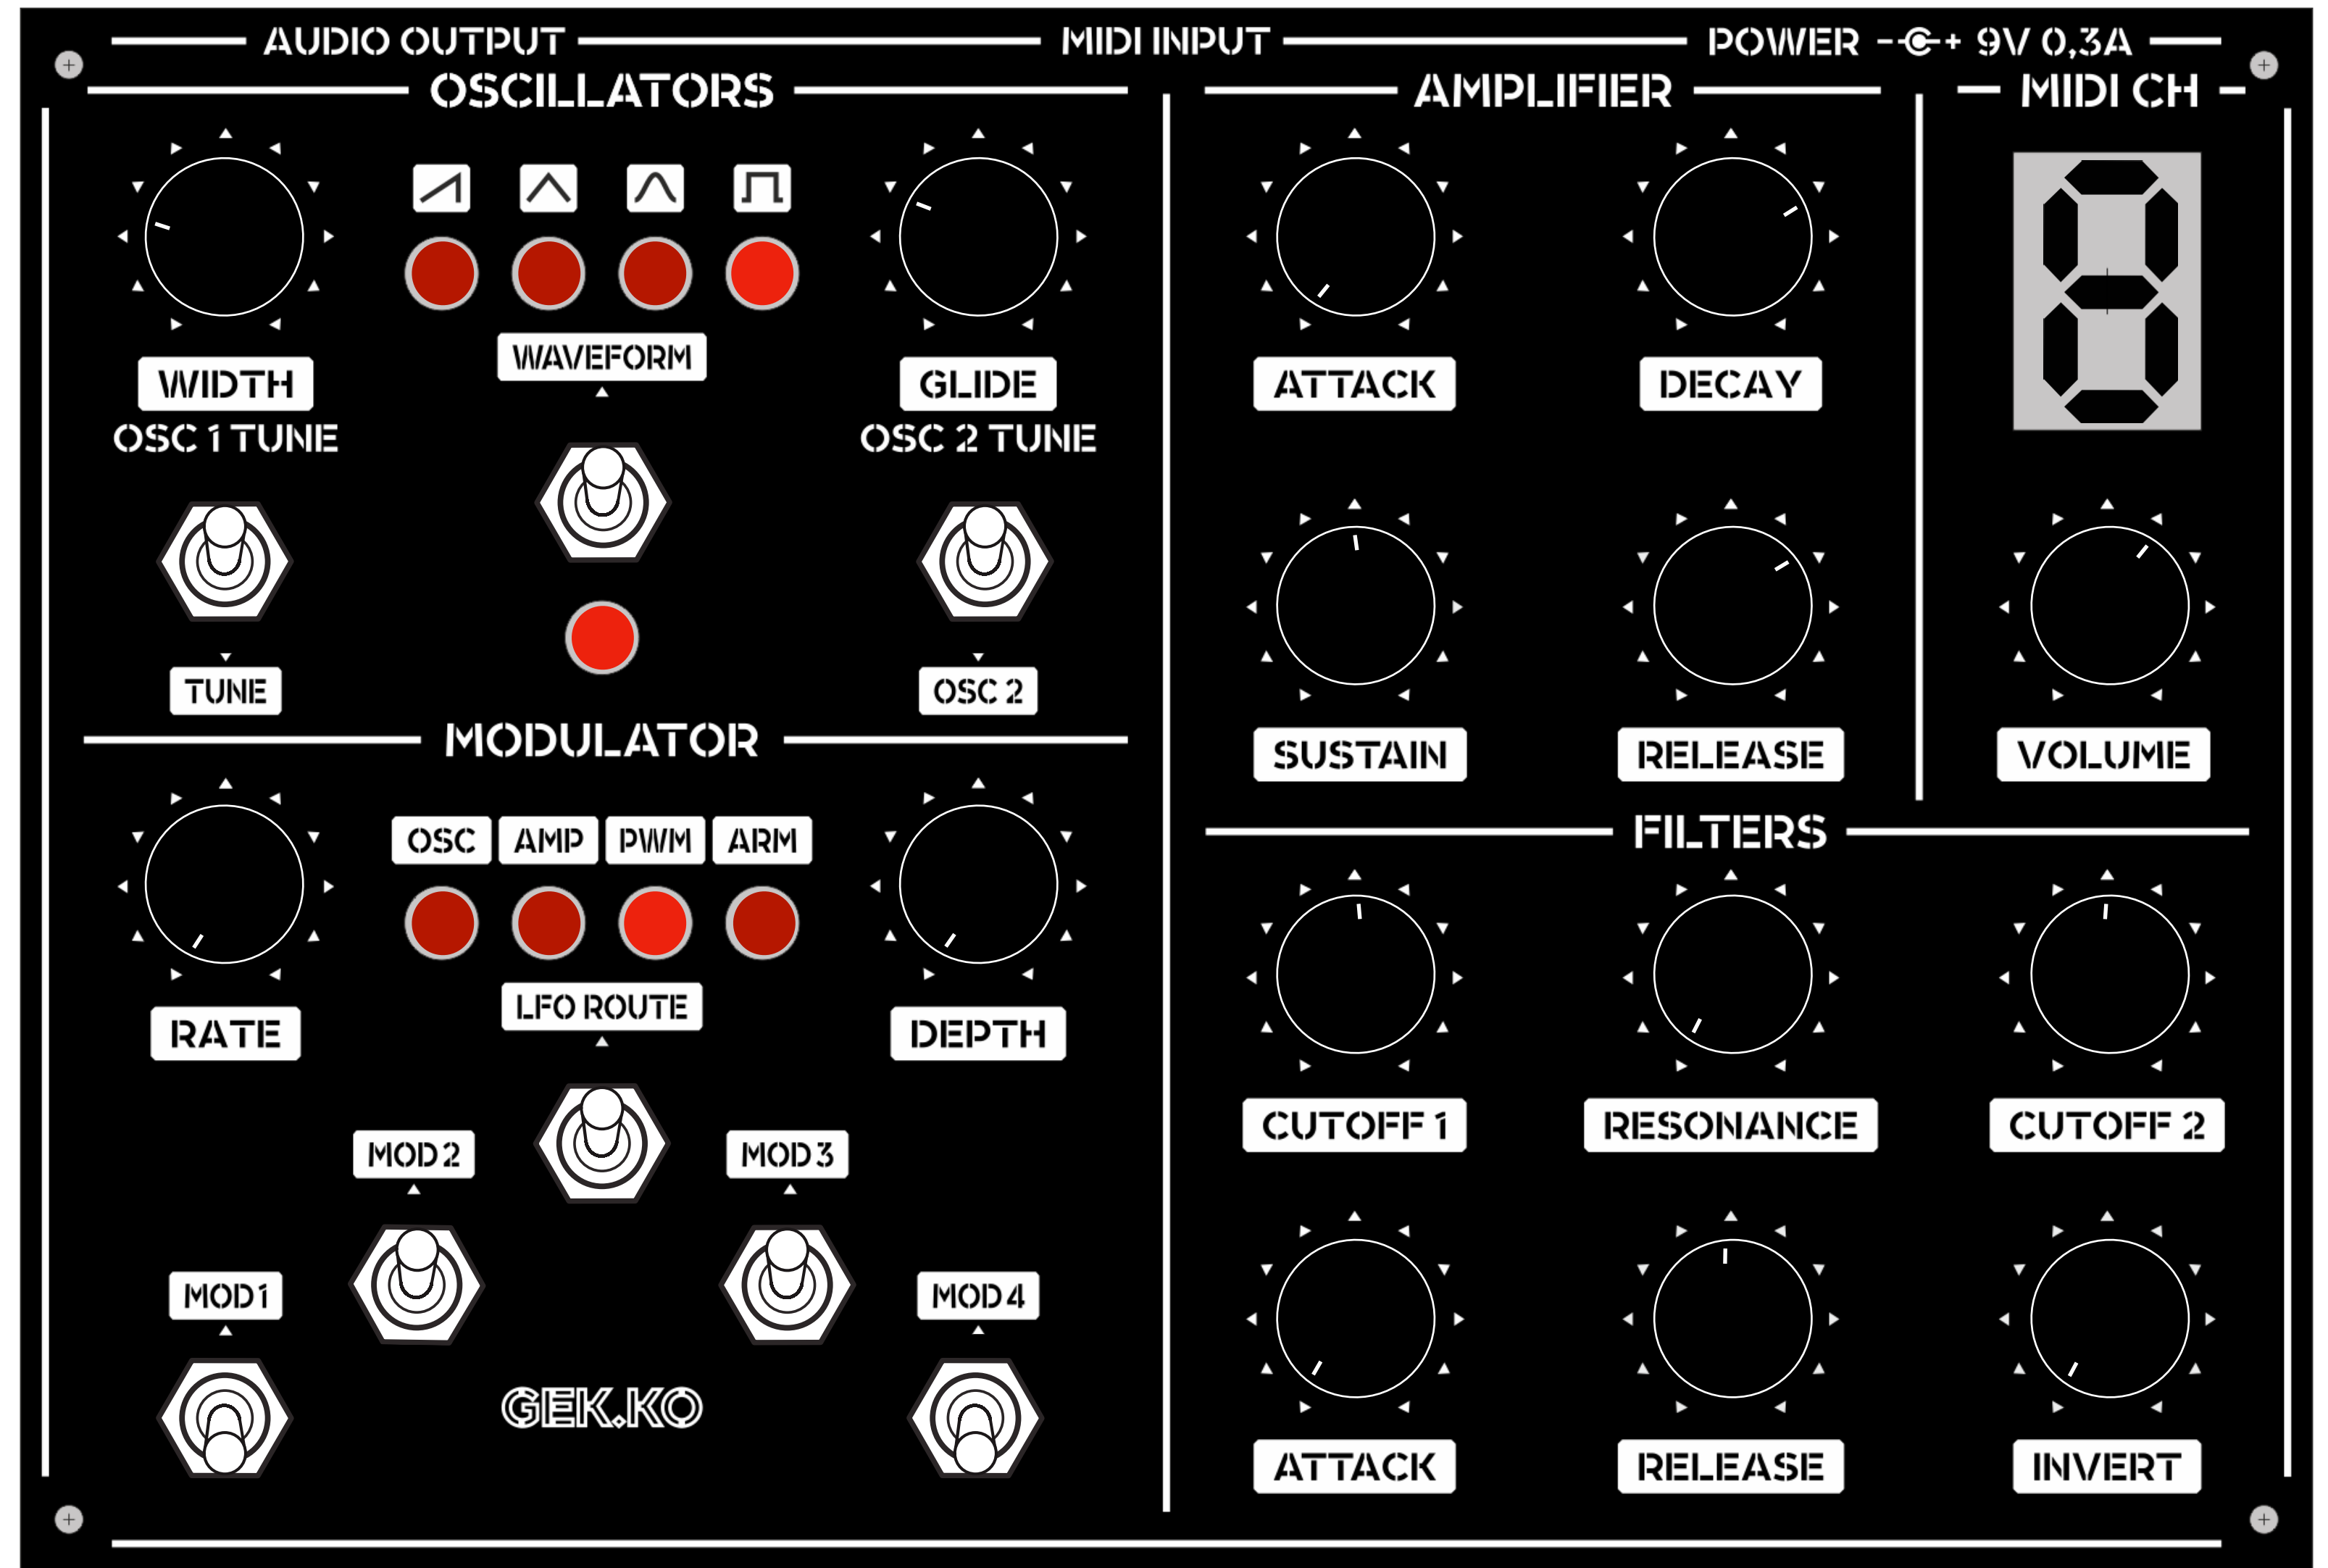 AUDIO OUTPUT MIDI INPUT POWER - + 9V 0,3A
OSCILLATORS AMPLIFIER MIDI CH
WAVEFORM
WIDTH GLIDE ATTACK DECAY
OSC 1 TUNE OSC 2 TUNE
TUNE OSC 2
MODULATOR
SUSTAIN RELEASE VOLUME
FILTERS
OSC AMP PWM ARM
LFO ROUTE
RATE DEPTH
CUTOFF 1 RESONANCE CUTOFF 2
MOD 2 MOD 3
MOD 1 MOD 4
GEK.KO
ATTACK RELEASE INVERT